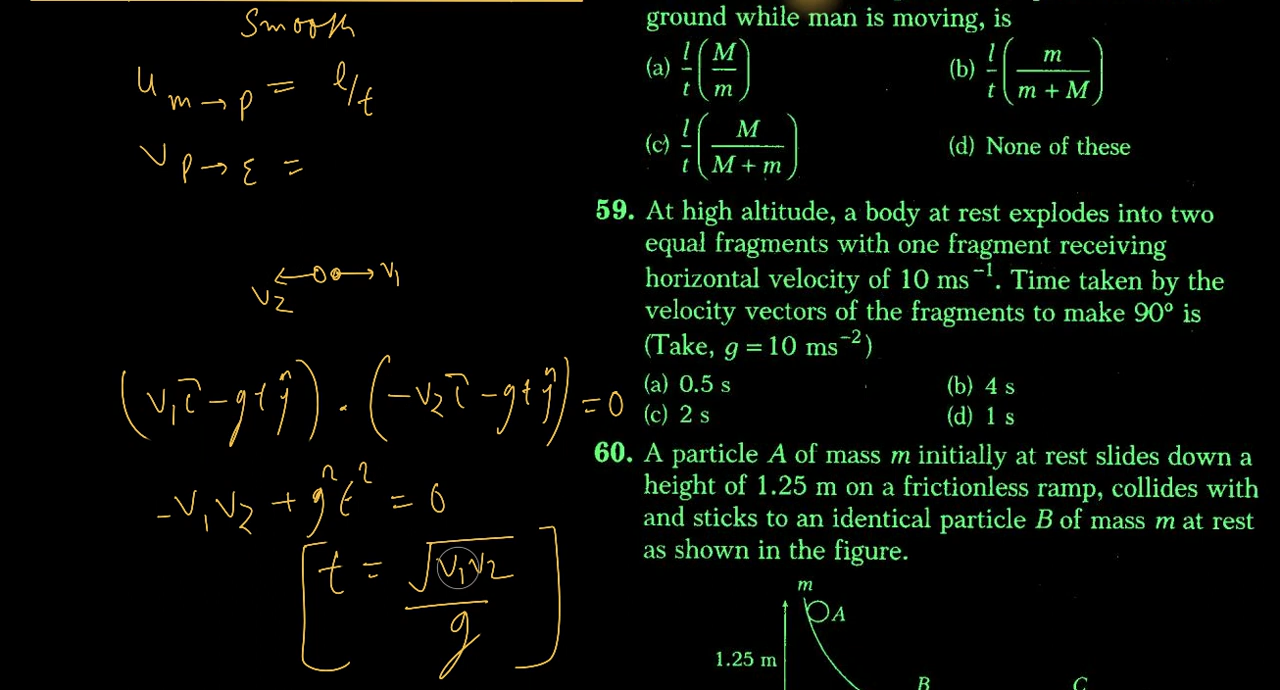 Smooth
u m→p = l/t
v p→ε =
v2 ←o o→ v1
(v1 i - gt ĵ) . (-v2 i - gt ĵ) = 0
-v1v2 + g²t² = 0
[t = √v1v2 / g]
ground while man is moving, is
(a) l/t (M/m) (b) l/t (m/(m + M))
(c) l/t (M/(M + m)) (d) None of these
59. At high altitude, a body at rest explodes into two
equal fragments with one fragment receiving
horizontal velocity of 10 ms⁻¹. Time taken by the
velocity vectors of the fragments to make 90° is
(Take, g = 10 ms⁻²)
(a) 0.5 s (b) 4 s
(c) 2 s (d) 1 s
60. A particle A of mass m initially at rest slides down a
height of 1.25 m on a frictionless ramp, collides with
and sticks to an identical particle B of mass m at rest
as shown in the figure.
m
A
1.25 m
B C